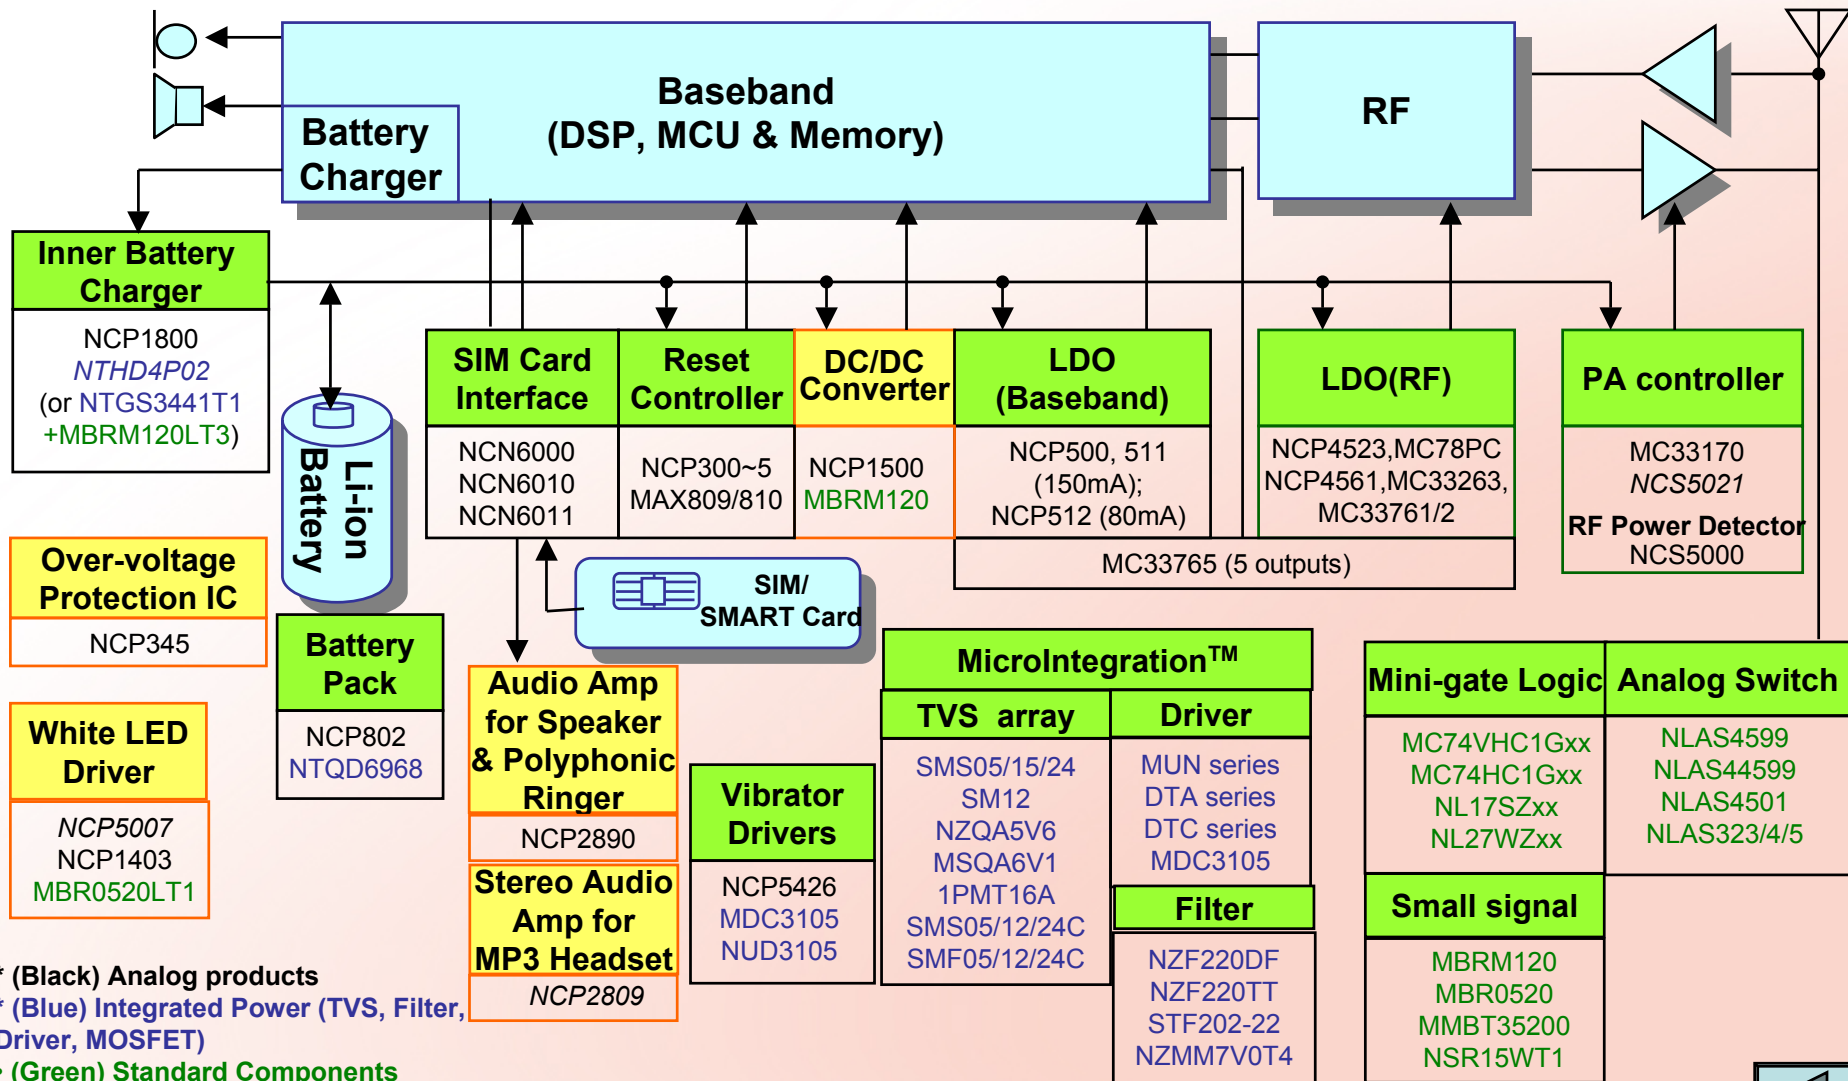 Baseband
(DSP, MCU & Memory)
Battery
Charger
RF
Inner Battery
Charger
NCP1800
NTHD4P02
(or NTGS3441T1
+MBRM120LT3)
Li-ion
Battery
SIM Card
Interface
NCN6000
NCN6010
NCN6011
Reset
Controller
NCP300~5
MAX809/810
DC/DC
Converter
NCP1500
MBRM120
LDO
(Baseband)
NCP500, 511
(150mA);
NCP512 (80mA)
LDO(RF)
NCP4523,MC78PC
NCP4561,MC33263,
MC33761/2
MC33765 (5 outputs)
PA controller
MC33170
NCS5021
RF Power Detector
NCS5000
Over-voltage
Protection IC
NCP345
SIM/
SMART Card
Battery
Pack
NCP802
NTQD6968
White LED
Driver
NCP5007
NCP1403
MBR0520LT1
Audio Amp
for Speaker
& Polyphonic
Ringer
NCP2890
Stereo Audio
Amp for
MP3 Headset
NCP2809
Vibrator
Drivers
NCP5426
MDC3105
NUD3105
MicroIntegration™
TVS array
SMS05/15/24
SM12
NZQA5V6
MSQA6V1
1PMT16A
SMS05/12/24C
SMF05/12/24C
Driver
MUN series
DTA series
DTC series
MDC3105
Filter
NZF220DF
NZF220TT
STF202-22
NZMM7V0T4
Mini-gate Logic
MC74VHC1Gxx
MC74HC1Gxx
NL17SZxx
NL27WZxx
Analog Switch
NLAS4599
NLAS44599
NLAS4501
NLAS323/4/5
Small signal
MBRM120
MBR0520
MMBT35200
NSR15WT1
* (Black) Analog products
* (Blue) Integrated Power (TVS, Filter,
Driver, MOSFET)
• (Green) Standard Components